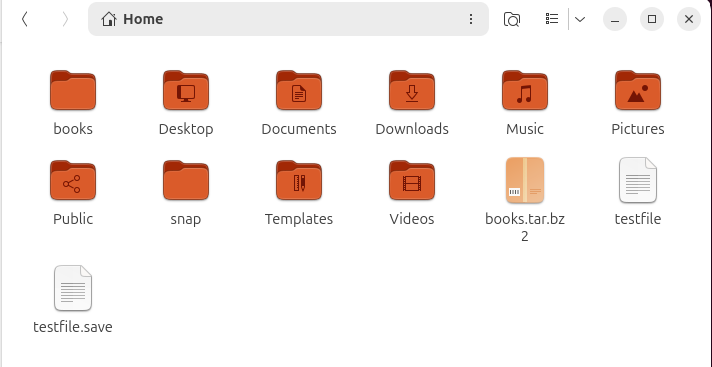 Home
books
Desktop
Documents
Downloads
Music
Pictures
Public
snap
Templates
Videos
books.tar.bz
2
testfile
testfile.save